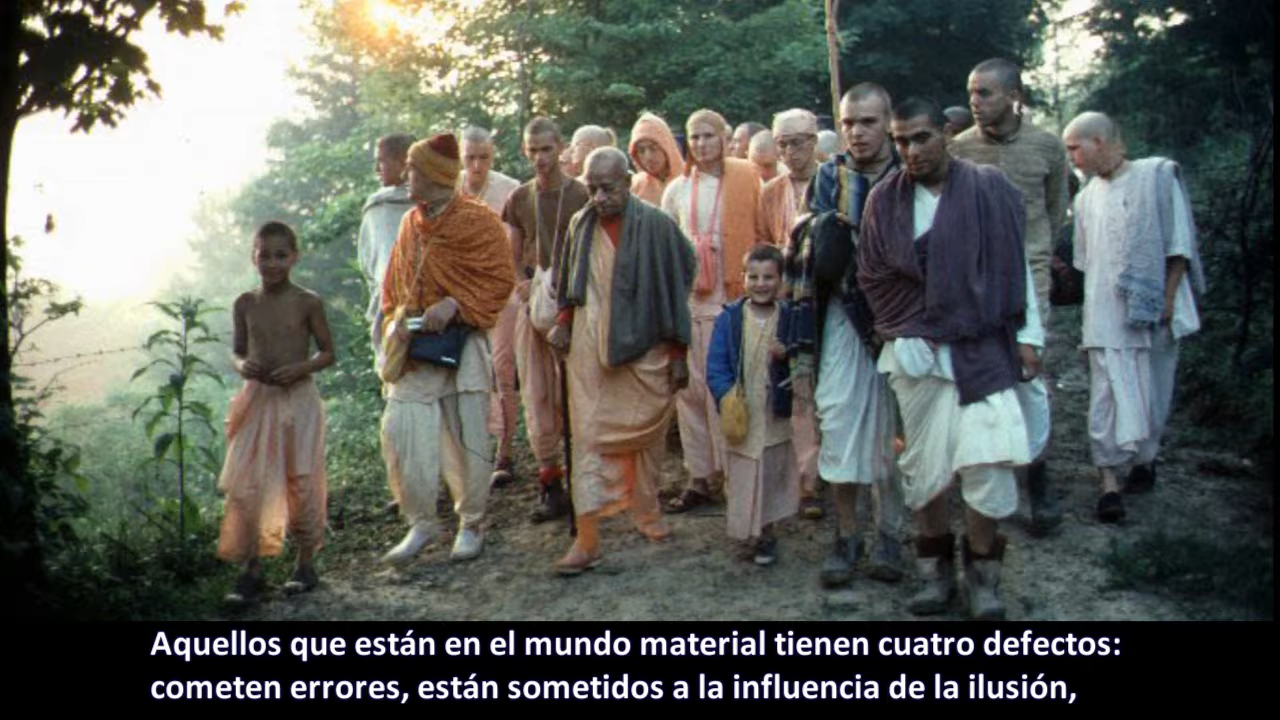 Aquellos que están en el mundo material tienen cuatro defectos:
cometen errores, están sometidos a la influencia de la ilusión,